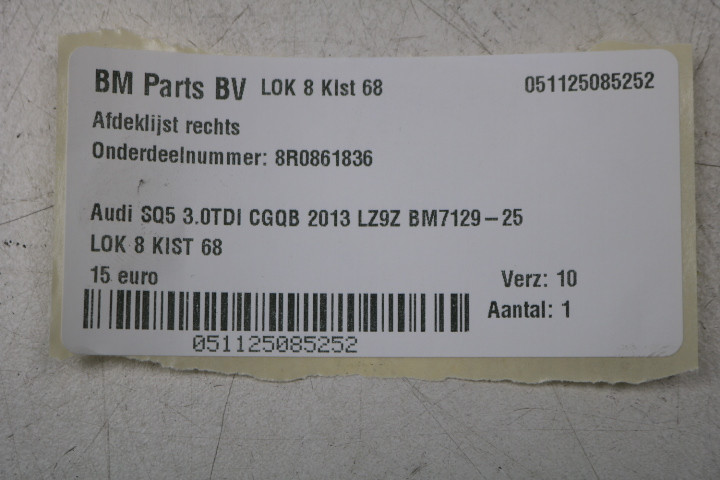 BM Parts BV LOK 8 KIst 68 051125085252
Afdeklijst rechts
Onderdeelnummer: 8R0861836
Audi SQ5 3.0TDI CGQB 2013 LZ9Z BM7129-25
LOK 8 KIST 68
15 euro Verz: 10
Aantal: 1
051125085252